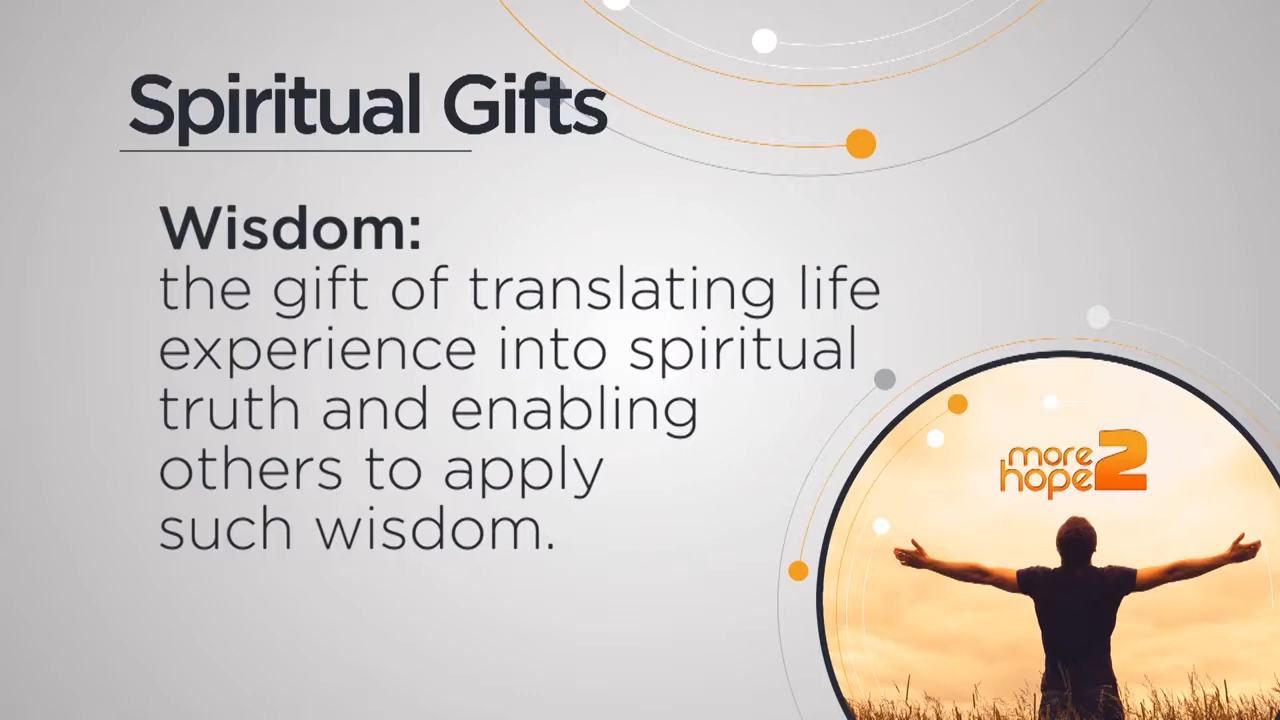 Spiritual Gifts
Wisdom:
the gift of translating life
experience into spiritual
truth and enabling
others to apply
such wisdom.
more
hope2